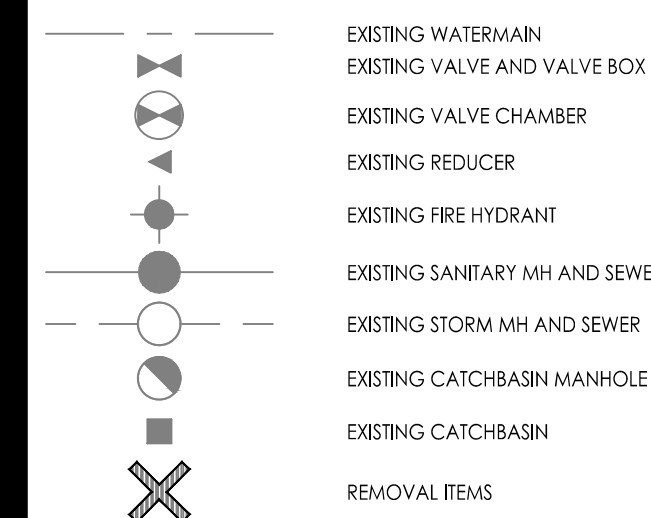 EXISTING WATERMAIN
EXISTING VALVE AND VALVE BOX
EXISTING VALVE CHAMBER
EXISTING REDUCER
EXISTING FIRE HYDRANT
EXISTING SANITARY MH AND SEWE
EXISTING STORM MH AND SEWER
EXISTING CATCHBASIN MANHOLE
EXISTING CATCHBASIN
REMOVAL ITEMS